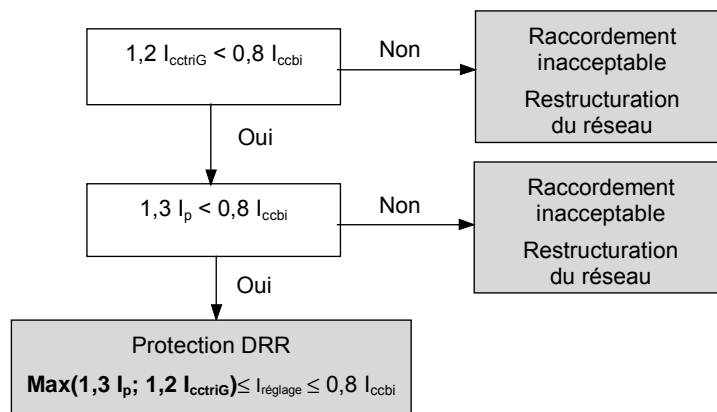 1,2 IcctriG < 0,8 Iccbi
Non
Raccordement
inacceptable
Restructuration
du réseau
Oui
1,3 Ip < 0,8 Iccbi
Non
Raccordement
inacceptable
Restructuration
du réseau
Oui
Protection DRR
Max(1,3 Ip; 1,2 IcctriG)≤ Iréglage ≤ 0,8 Iccbi